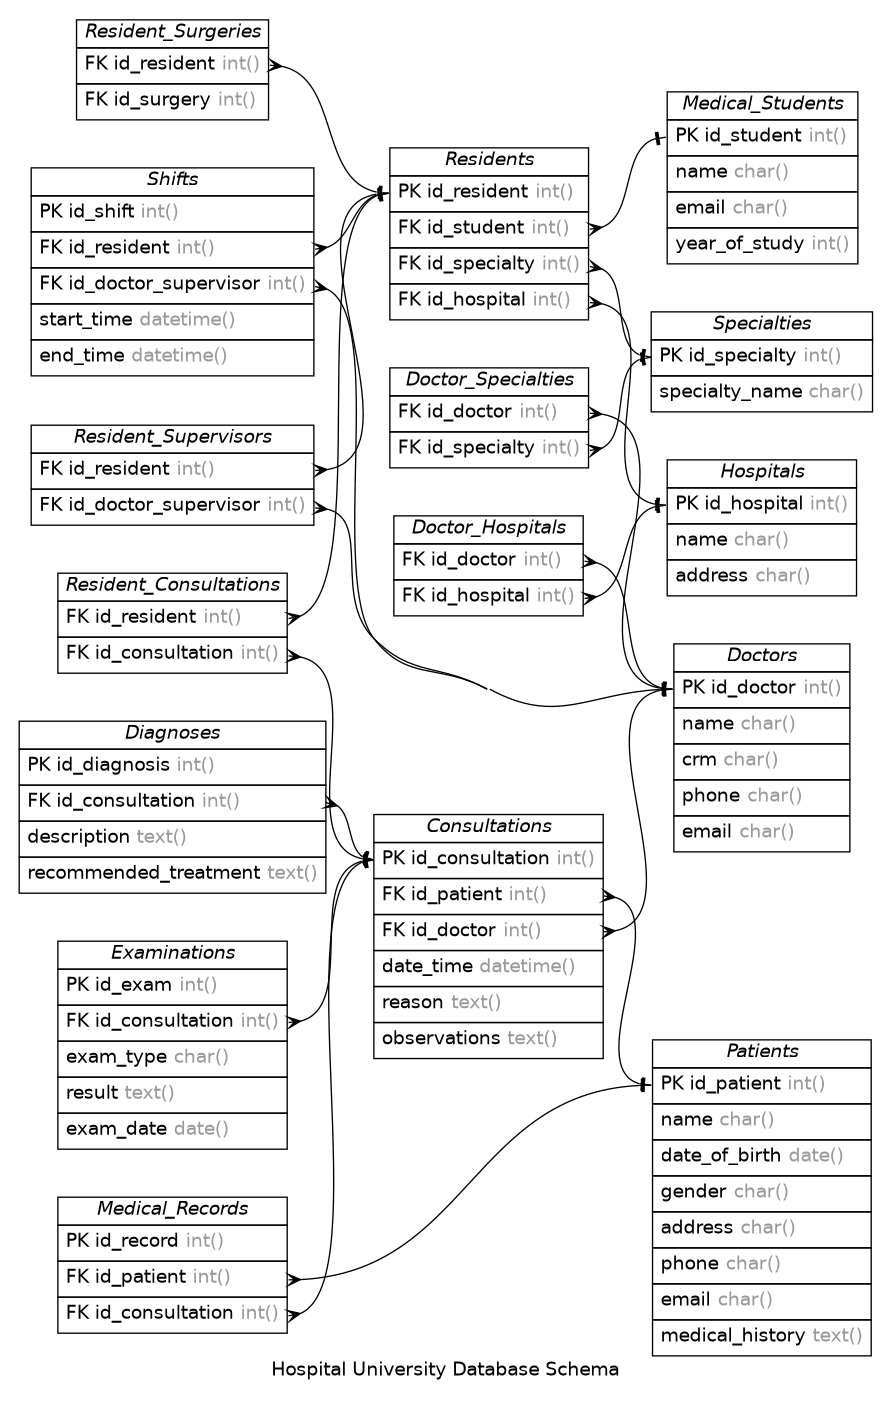 Resident_Surgeries
FK id_resident int()
FK id_surgery int()
Shifts
PK id_shift int()
FK id_resident int()
FK id_doctor_supervisor int()
start_time datetime()
end_time datetime()
Resident_Supervisors
FK id_resident int()
FK id_doctor_supervisor int()
Resident_Consultations
FK id_resident int()
FK id_consultation int()
Diagnoses
PK id_diagnosis int()
FK id_consultation int()
description text()
recommended_treatment text()
Examinations
PK id_exam int()
FK id_consultation int()
exam_type char()
result text()
exam_date date()
Medical_Records
PK id_record int()
FK id_patient int()
FK id_consultation int()
Residents
PK id_resident int()
FK id_student int()
FK id_specialty int()
FK id_hospital int()
Doctor_Specialties
FK id_doctor int()
FK id_specialty int()
Doctor_Hospitals
FK id_doctor int()
FK id_hospital int()
Consultations
PK id_consultation int()
FK id_patient int()
FK id_doctor int()
date_time datetime()
reason text()
observations text()
Medical_Students
PK id_student int()
name char()
email char()
year_of_study int()
Specialties
PK id_specialty int()
specialty_name char()
Hospitals
PK id_hospital int()
name char()
address char()
Doctors
PK id_doctor int()
name char()
crm char()
phone char()
email char()
Patients
PK id_patient int()
name char()
date_of_birth date()
gender char()
address char()
phone char()
email char()
medical_history text()
Hospital University Database Schema